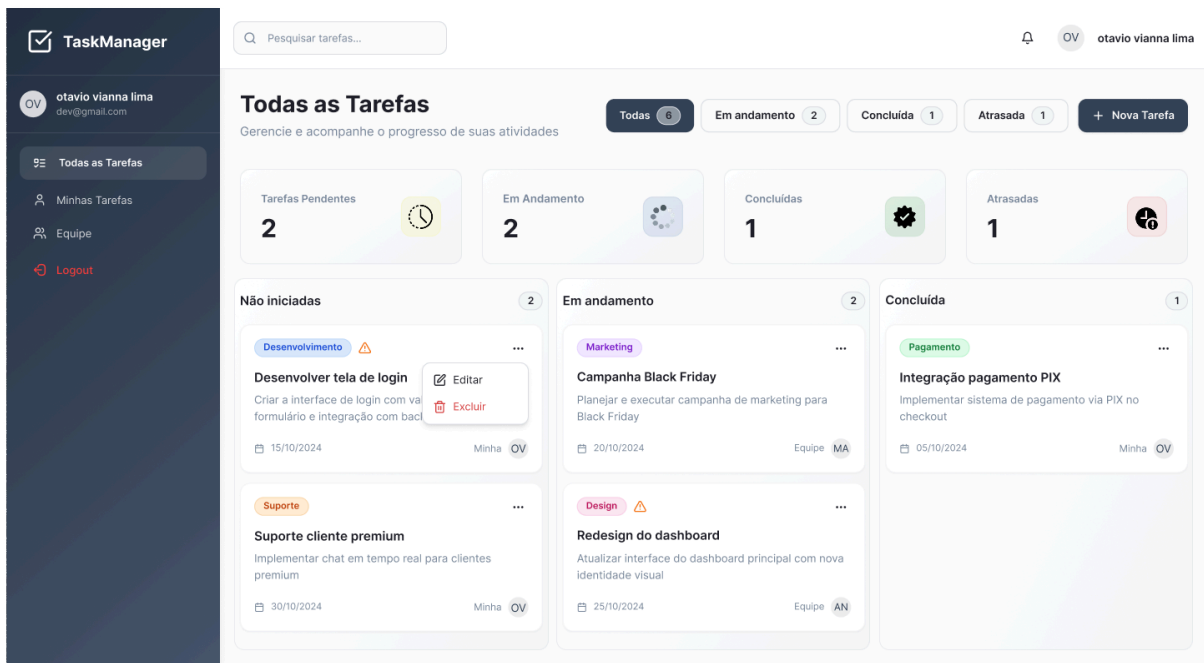 TaskManager
OV
otavio vianna lima
dev@gmail.com
Todas as Tarefas
Minhas Tarefas
Equipe
Logout
Pesquisar tarefas...
OV
otavio vianna lima
Todas as Tarefas
Gerencie e acompanhe o progresso de suas atividades
Todas 6
Em andamento 2
Concluída 1
Atrasada 1
+ Nova Tarefa
Tarefas Pendentes
2
Em Andamento
2
Concluídas
1
Atrasadas
1
Não iniciadas 2
Desenvolvimento
Desenvolver tela de login
Criar a interface de login com va
formulário e integração com bac
Editar
Excluir
15/10/2024 Minha OV
Suporte
Suporte cliente premium
Implementar chat em tempo real para clientes
premium
30/10/2024 Minha OV
Em andamento 2
Marketing
Campanha Black Friday
Planejar e executar campanha de marketing para
Black Friday
20/10/2024 Equipe MA
Design
Redesign do dashboard
Atualizar interface do dashboard principal com nova
identidade visual
25/10/2024 Equipe AN
Concluída 1
Pagamento
Integração pagamento PIX
Implementar sistema de pagamento via PIX no
checkout
05/10/2024 Minha OV